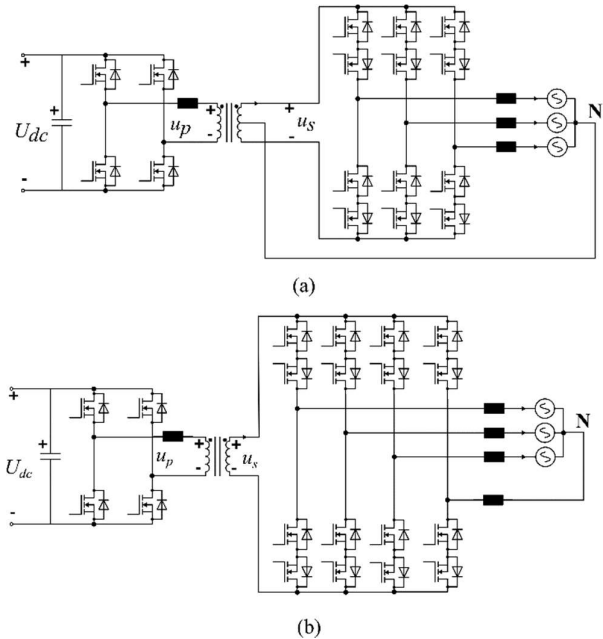 +
+
U_dc
-
u_p
+
-
+
u_s
-
N
(a)
+
+
U_dc
-
u_p
+
-
+
u_s
-
N
(b)